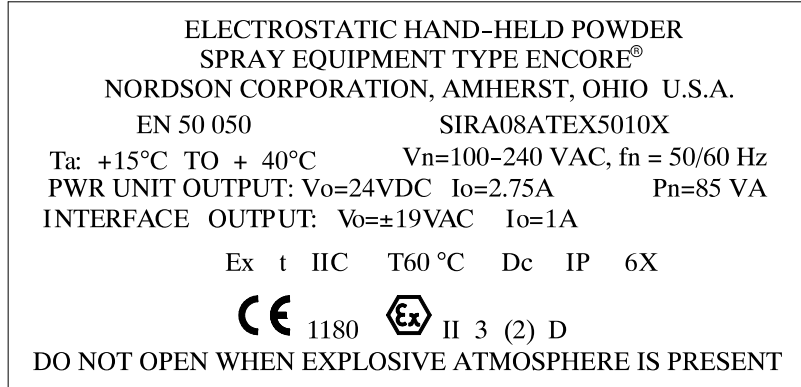 ELECTROSTATIC HAND-HELD POWDER
SPRAY EQUIPMENT TYPE ENCORE®
NORDSON CORPORATION, AMHERST, OHIO U.S.A.
EN 50 050 SIRA08ATEX5010X
Ta: +15°C TO + 40°C Vn=100-240 VAC, fn = 50/60 Hz
PWR UNIT OUTPUT: Vo=24VDC Io=2.75A Pn=85 VA
INTERFACE OUTPUT: Vo=±19VAC Io=1A
Ex t IIC T60 °C Dc IP 6X
CE 1180 Ex II 3 (2) D
DO NOT OPEN WHEN EXPLOSIVE ATMOSPHERE IS PRESENT